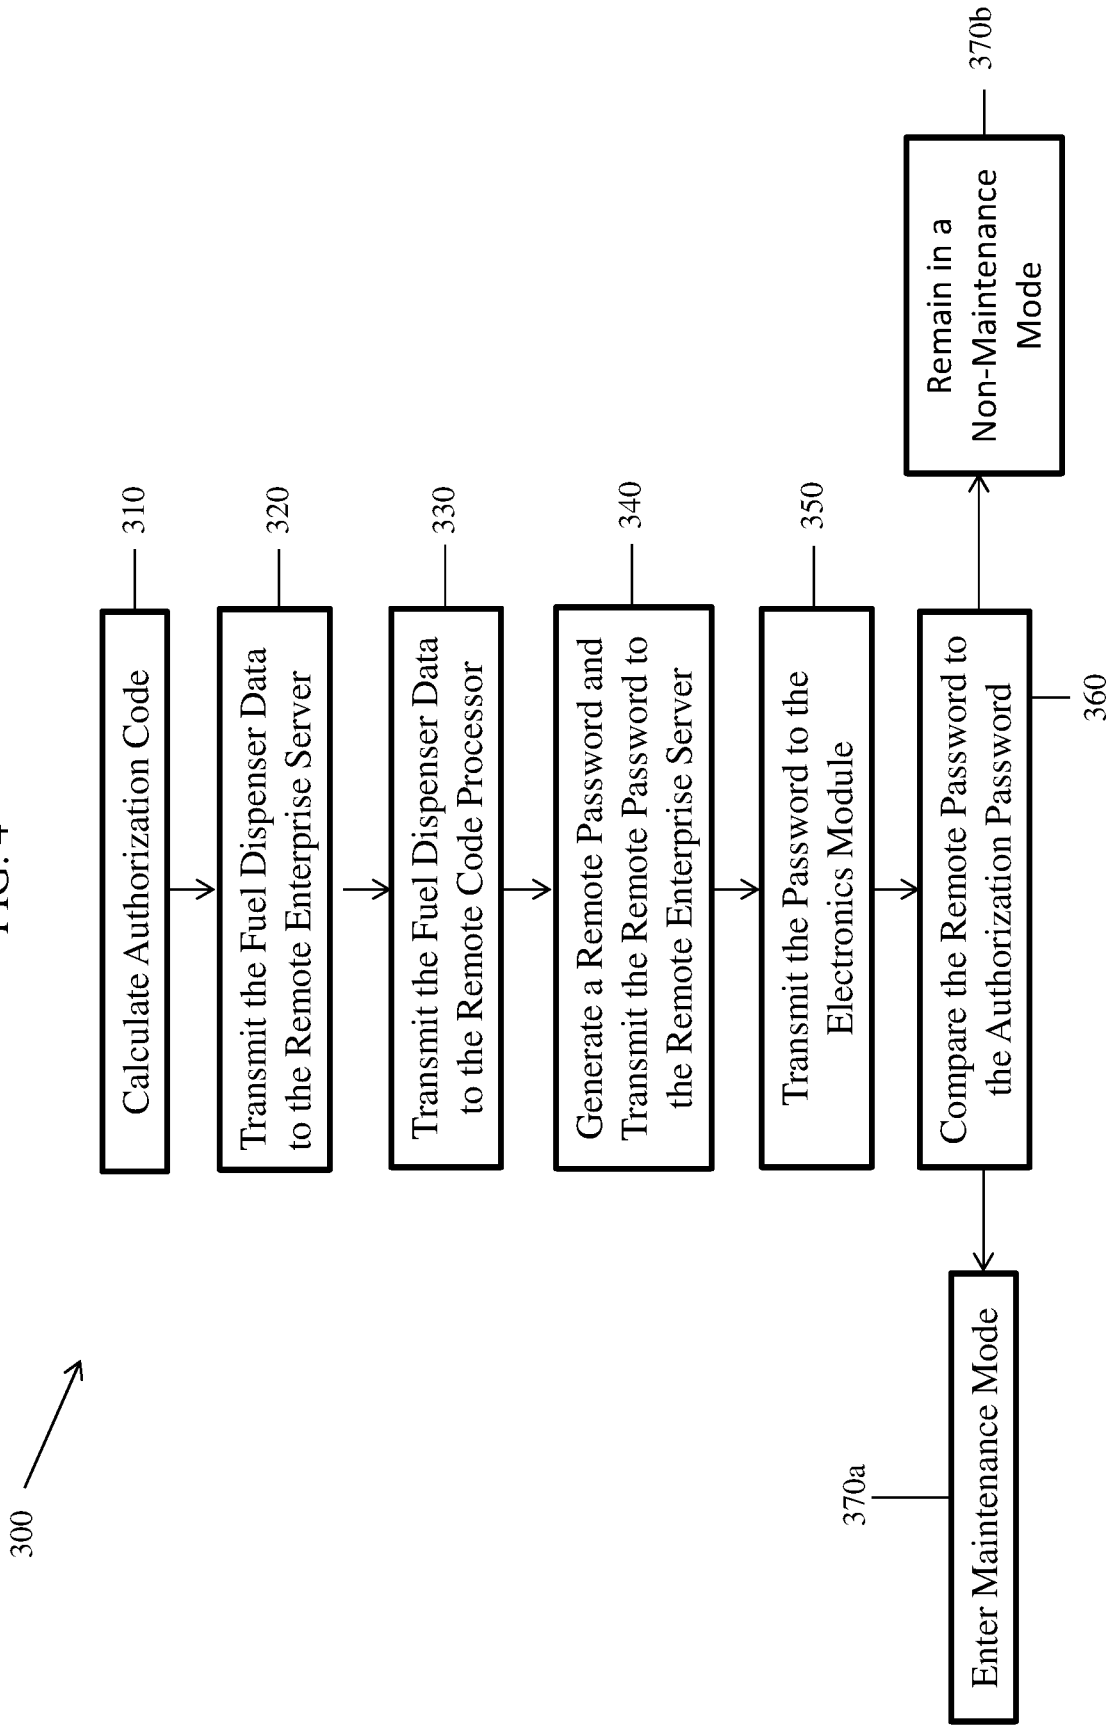 FIG. 4
300
Calculate Authorization Code
310
Transmit the Fuel Dispenser Data
to the Remote Enterprise Server
320
Transmit the Fuel Dispenser Data
to the Remote Code Processor
330
Generate a Remote Password and
Transmit the Remote Password to
the Remote Enterprise Server
340
Transmit the Password to the
Electronics Module
350
Compare the Remote Password to
the Authorization Password
360
370a
Enter Maintenance Mode
Remain in a
Non-Maintenance
Mode
370b